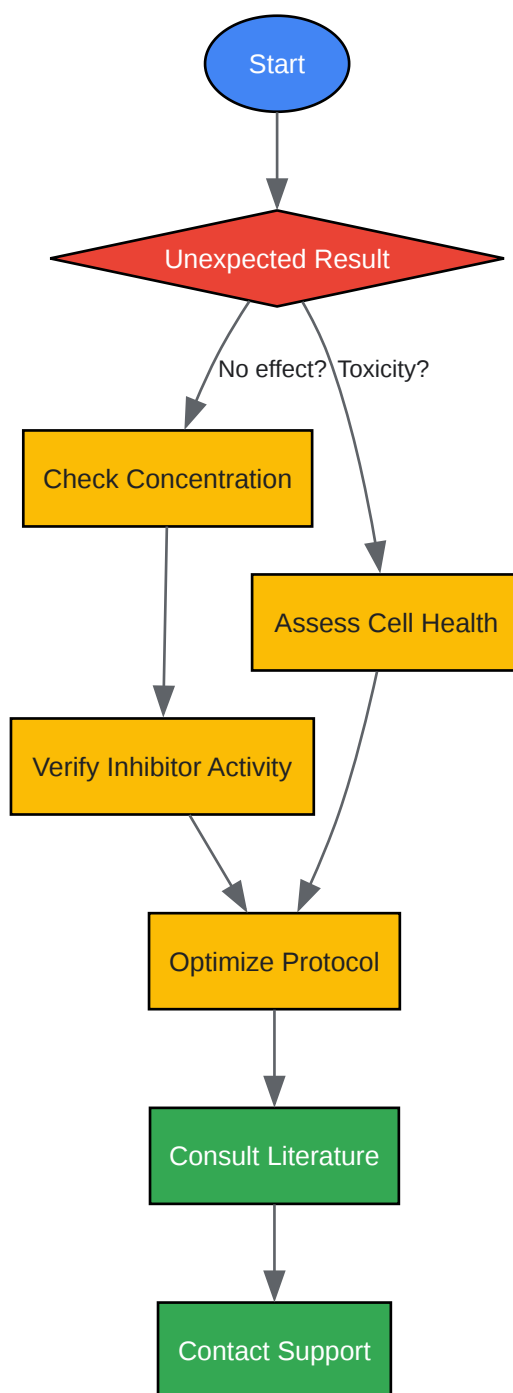 Start
Unexpected Result
No effect?
Toxicity?
Check Concentration
Assess Cell Health
Verify Inhibitor Activity
Optimize Protocol
Consult Literature
Contact Support